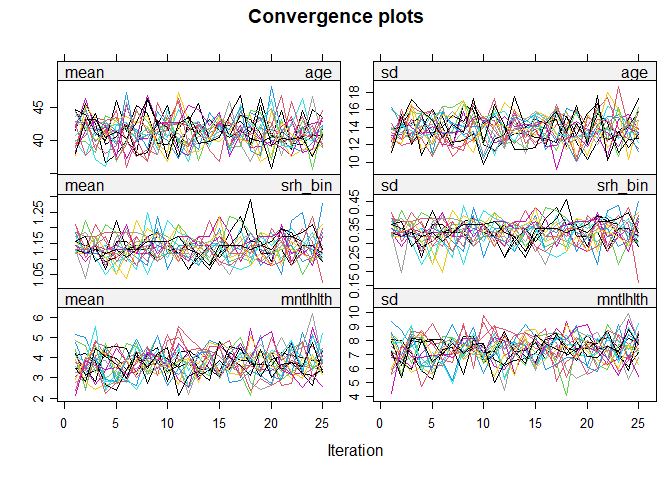 Convergence plots
mean age
sd age
45
40
18
16
14
12
10
mean srh_bin
sd srh_bin
1.25
1.15
1.05
0.45
0.35
0.25
0.15
mean mntlhlth
sd mntlhlth
6
5
4
3
2
10
9
8
7
6
5
4
0 5 10 15 20 25
0 5 10 15 20 25
Iteration